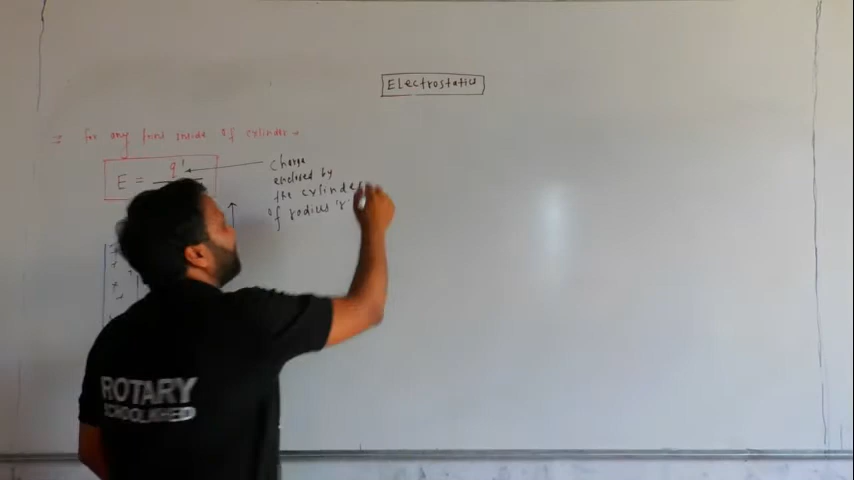 Electrostatics
⇒ for any point inside of cylinder →
E = q'
Charge
enclosed by
the cylinder
of radius 'r'
ROTARY